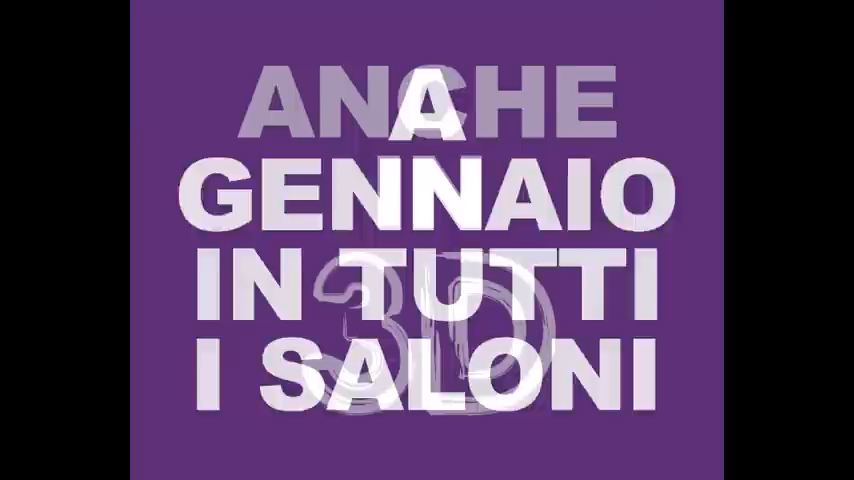 ANCHE
A
GENNAIO
IN TUTTI
I SALONI
3D